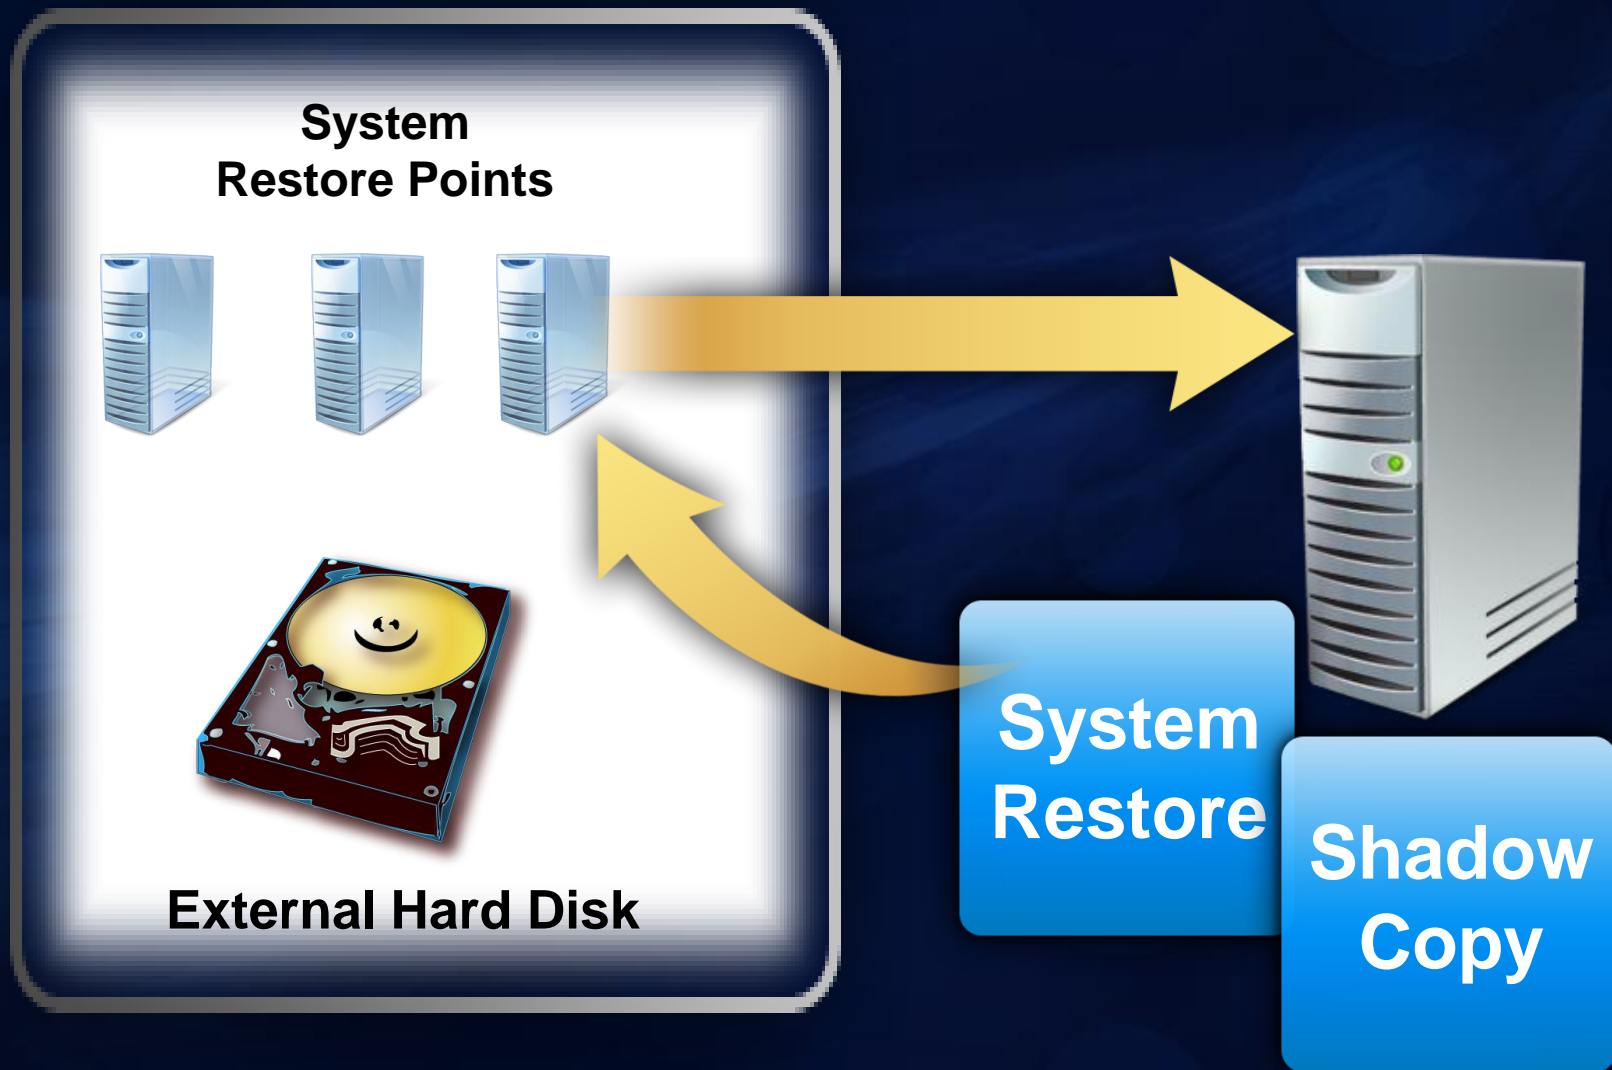 System
Restore Points
External Hard Disk
System
Restore
Shadow
Copy